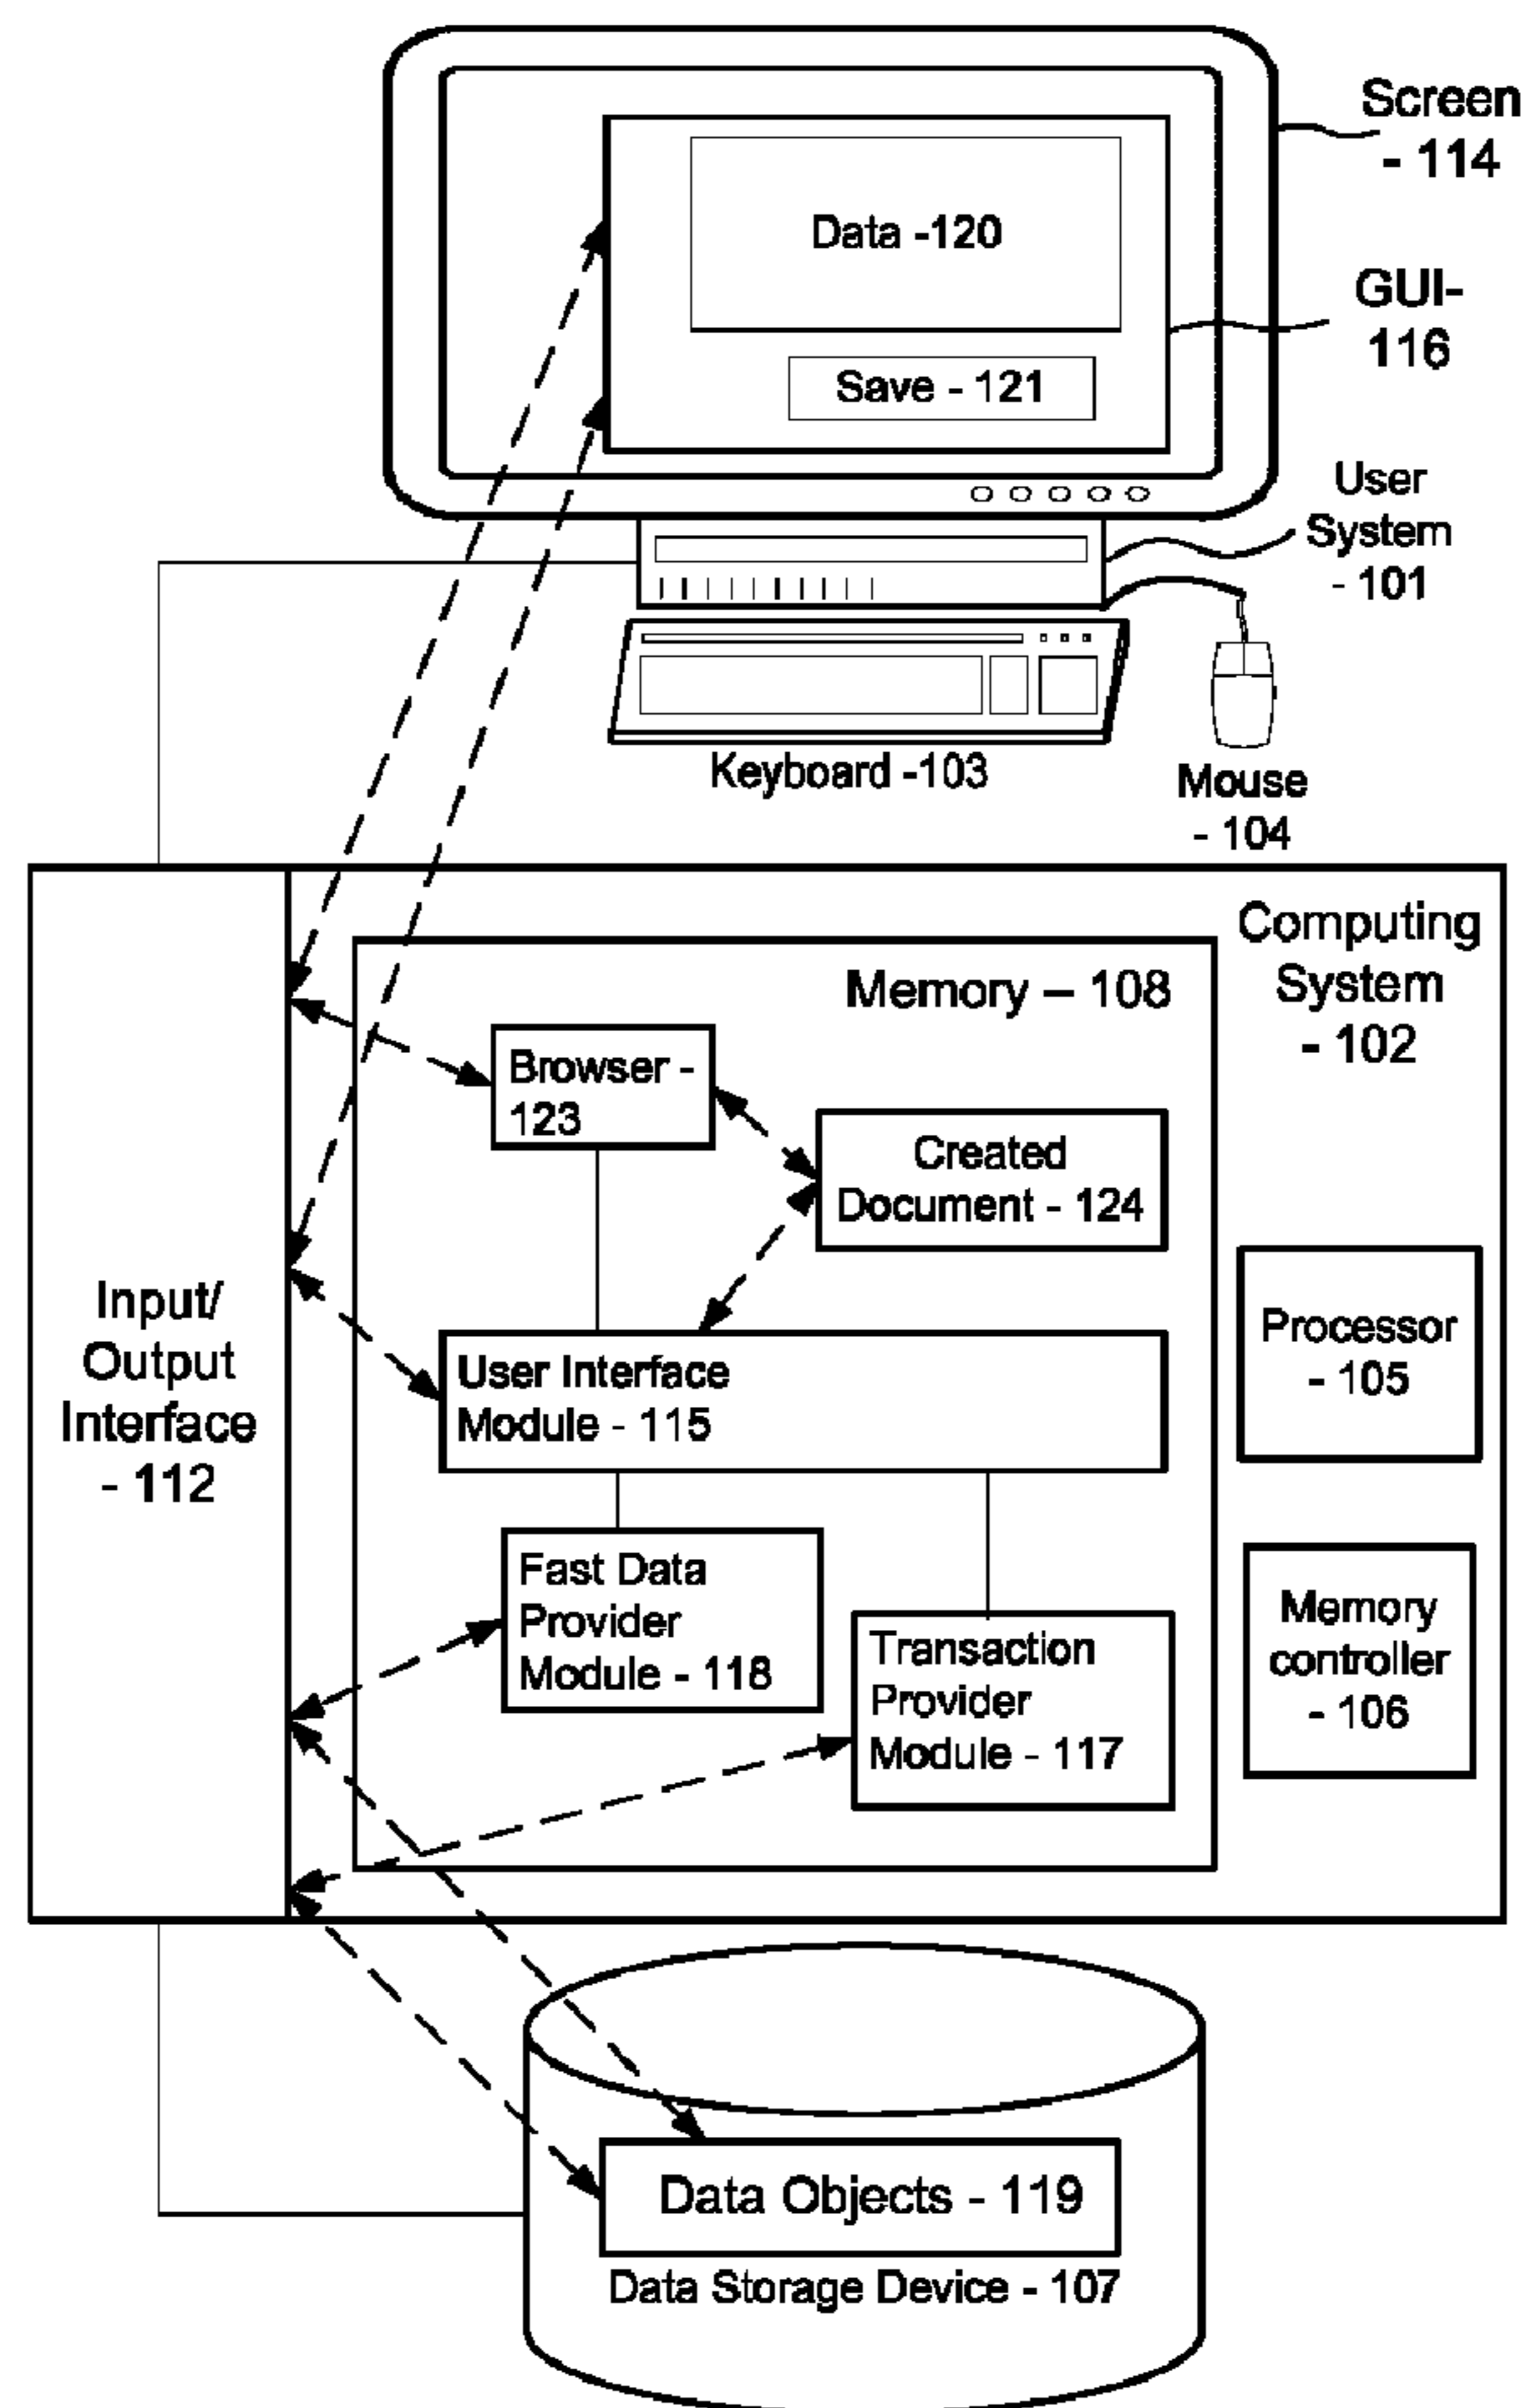 Screen
- 114
Data -120
GUI-
116
Save - 121
User
System
- 101
Keyboard -103
Mouse
- 104
Computing
System
- 102
Memory – 108
Browser -
123
Created
Document - 124
Input/
Output
Interface
- 112
User Interface
Module - 115
Processor
- 105
Fast Data
Provider
Module - 118
Transaction
Provider
Module - 117
Memory
controller
- 106
Data Objects - 119
Data Storage Device - 107